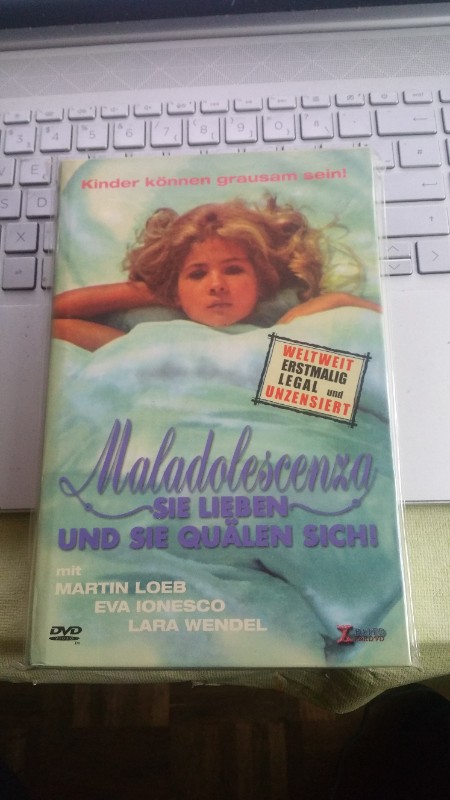 Kinder können grausam sein!
WELTWEIT
ERSTMALIG
LEGAL und
UNZENSIERT
Maladolescenza
SIE LIEBEN
UND SIE QUÄLEN SICH!
mit
MARTIN LOEB
EVA IONESCO
LARA WENDEL
DVD